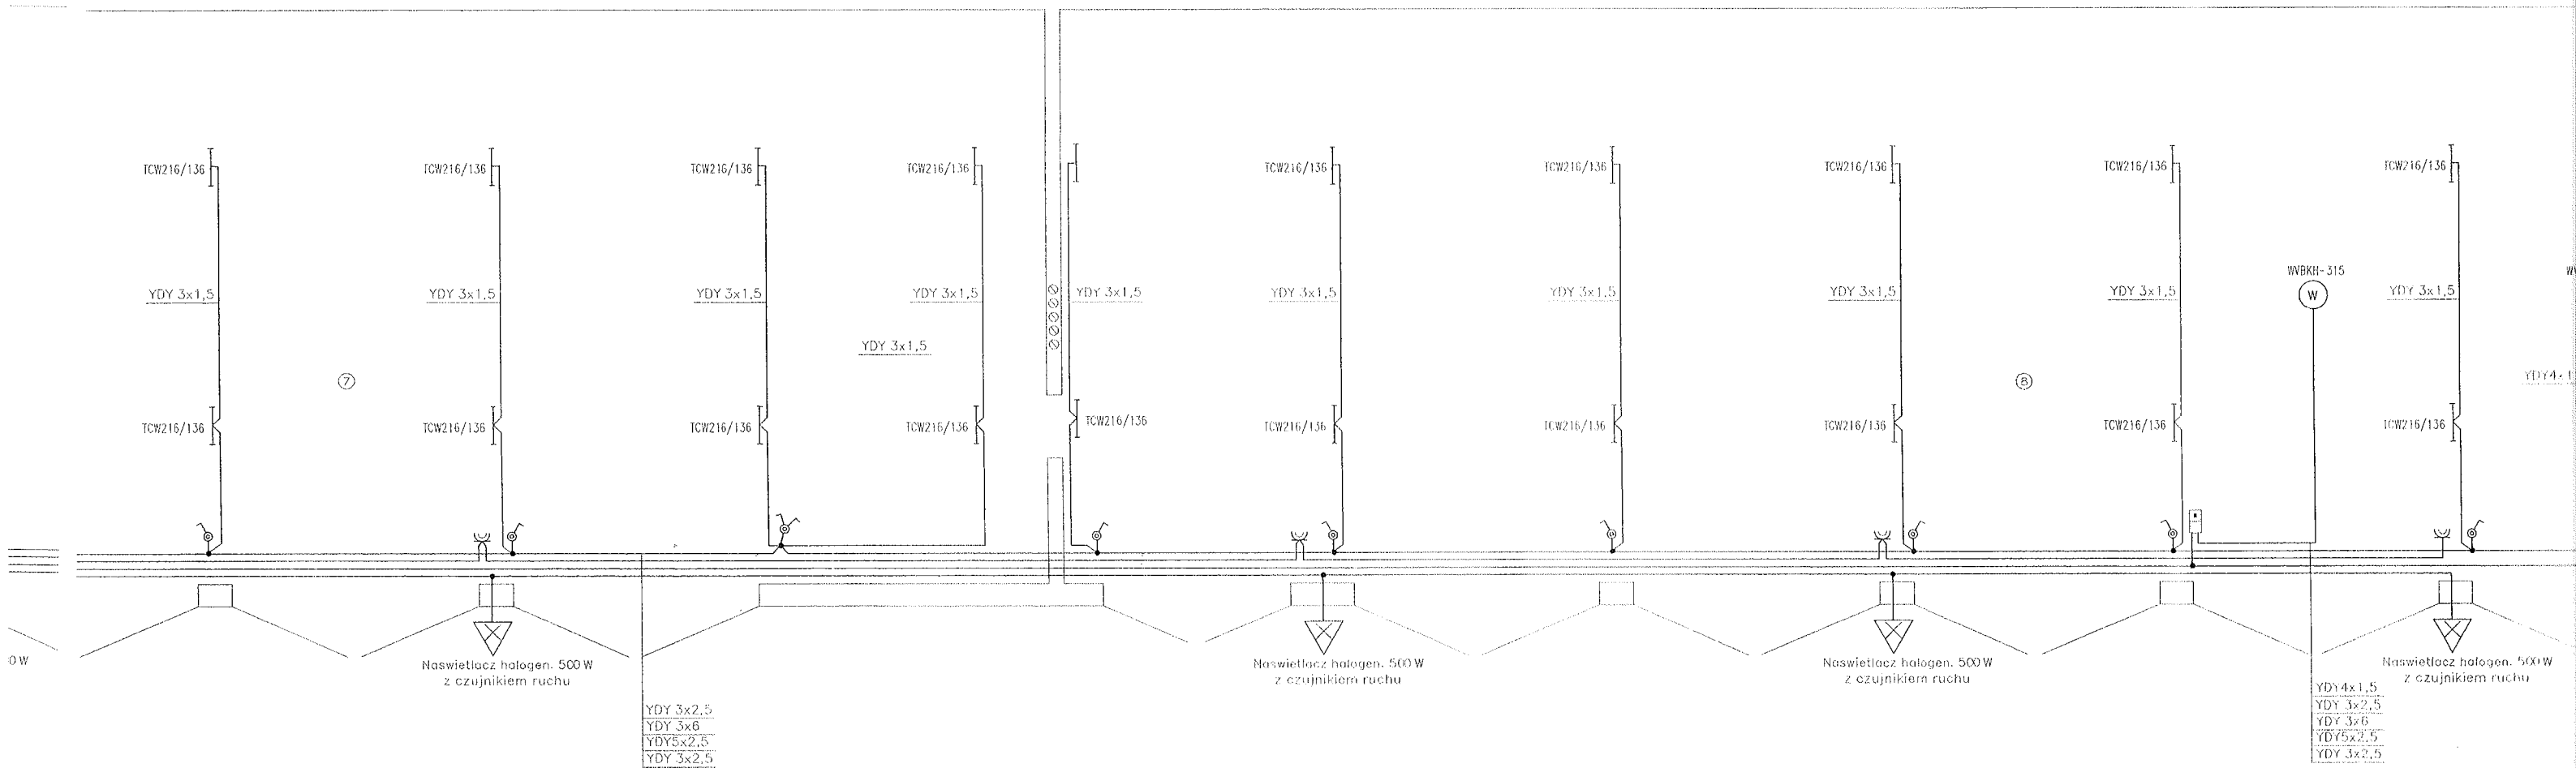 TCW216/136
TCW216/136
TCW216/136
TCW216/136
TCW216/136
TCW216/136
TCW216/136
TCW216/136
TCW216/136
WVBKH-315
W
YDY 3x1,5
YDY 3x1,5
YDY 3x1,5
YDY 3x1,5
YDY 3x1,5
YDY 3x1,5
YDY 3x1,5
YDY 3x1,5
YDY 3x1,5
YDY 3x1,5
YDY 3x1,5
7
8
YDY4x1
TCW216/136
TCW216/136
TCW216/136
TCW216/136
TCW216/136
TCW216/136
TCW216/136
TCW216/136
TCW216/136
TCW216/136
0 W
Naswietlacz halogen. 500 W
z czujnikiem ruchu
Naswietlacz halogen. 500 W
z czujnikiem ruchu
Naswietlacz halogen. 500 W
z czujnikiem ruchu
Naswietlacz halogen. 500 W
z czujnikiem ruchu
YDY 3x2,5
YDY 3x6
YDY5x2,5
YDY 3x2,5
YDY4x1,5
YDY 3x2,5
YDY 3x6
YDY5x2,5
YDY 3x2,5